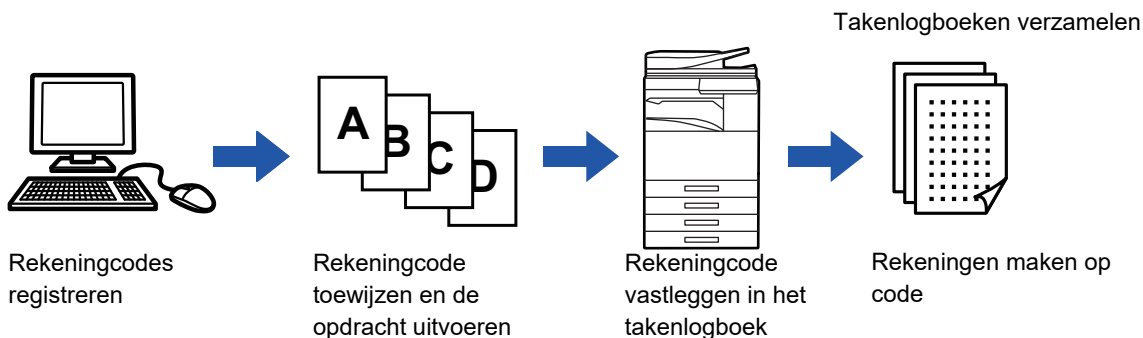 Takenlogboeken verzamelen
A
B
C
D
Rekeningcodes
registreren
Rekeningcode
toewijzen en de
opdracht uitvoeren
Rekeningcode
vastleggen in het
takenlogboek
Rekeningen maken op
code